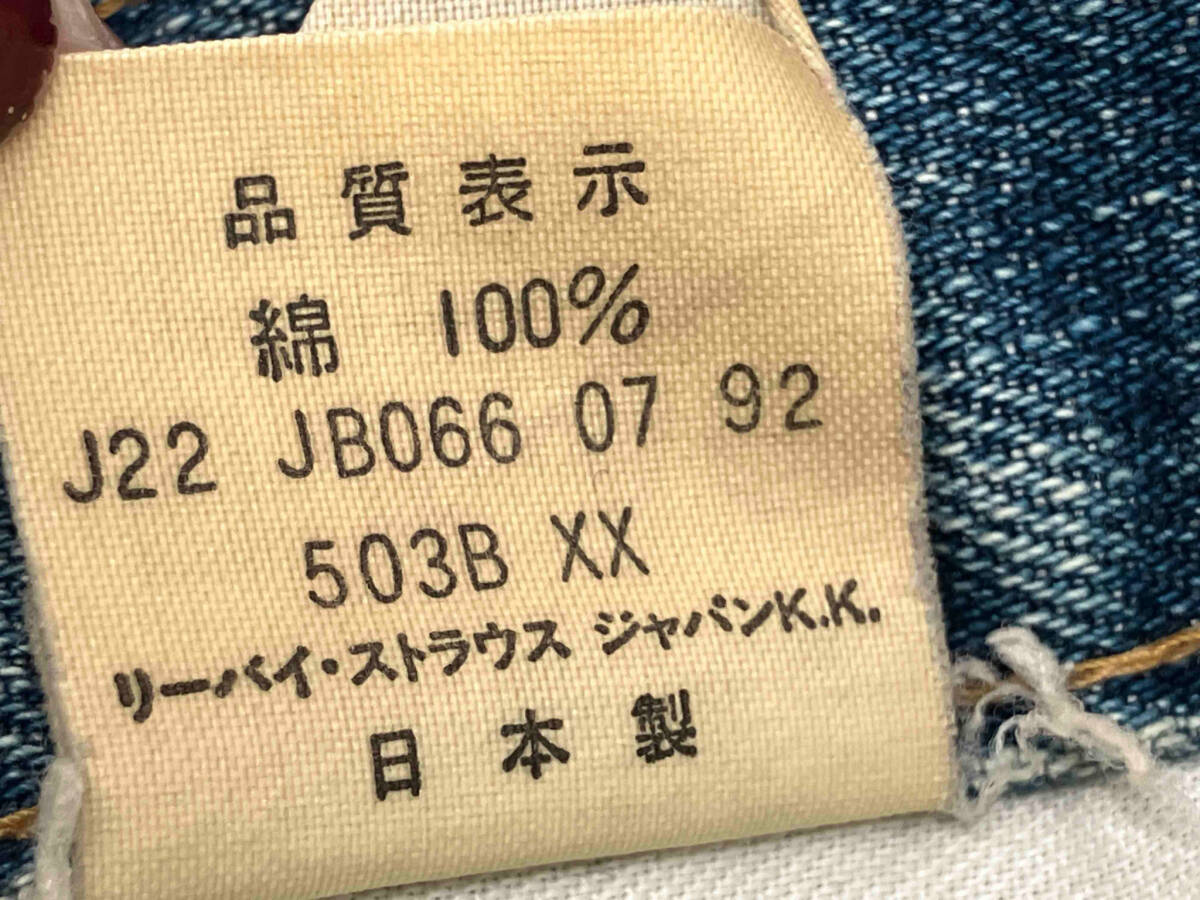 品質表示
綿 100%
J22 JB066 07 92
503B XX
リーバイ・ストラウス ジャパンK.K.
日本製